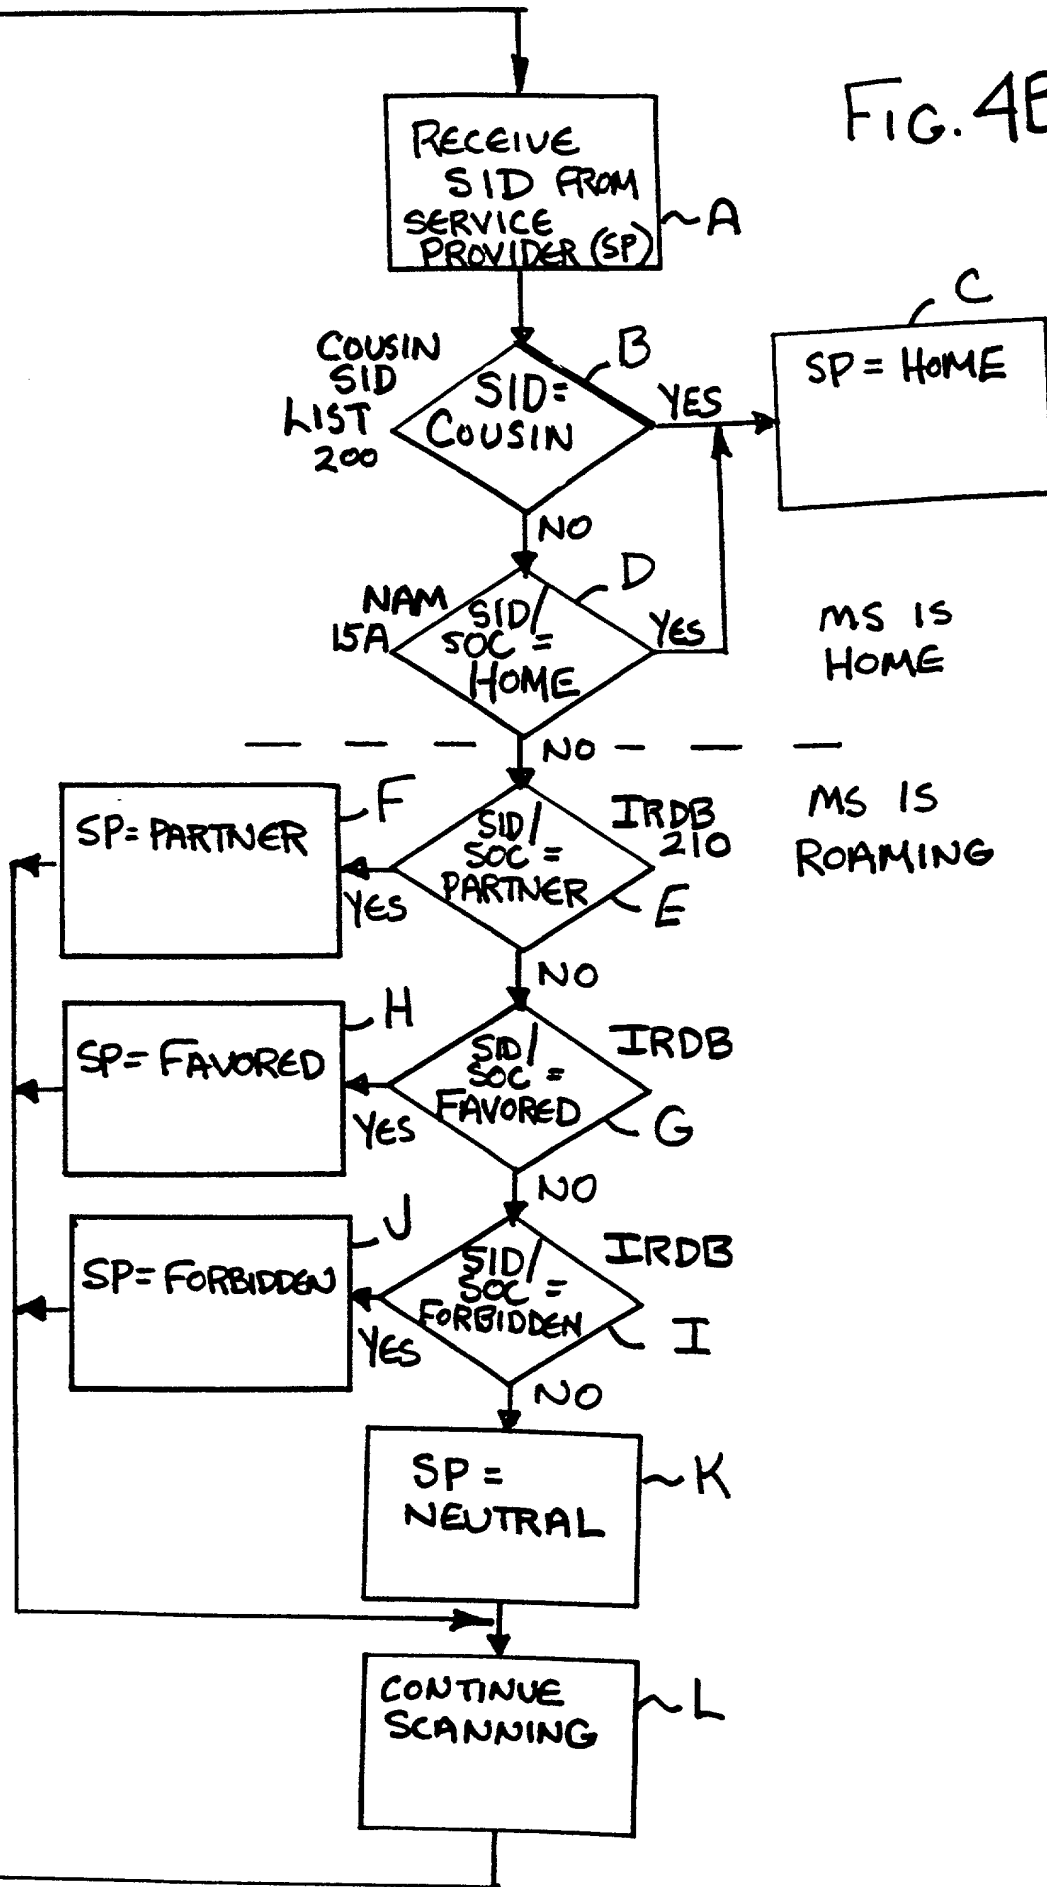 FIG. 4B
RECEIVE
SID FROM
SERVICE
PROVIDER (SP)
A
COUSIN
SID
LIST
200
SID=
COUSIN
B
YES
C
SP = HOME
NO
NAM
15A
SID/
SOC =
HOME
D
YES
MS IS
HOME
NO
MS IS
ROAMING
F
SP= PARTNER
YES
SID/
SOC =
PARTNER
IRDB
210
E
NO
H
SP= FAVORED
YES
SID/
SOC =
FAVORED
IRDB
G
NO
J
SP= FORBIDDEN
YES
SID/
SOC =
FORBIDDEN
IRDB
I
NO
SP =
NEUTRAL
K
CONTINUE
SCANNING
L